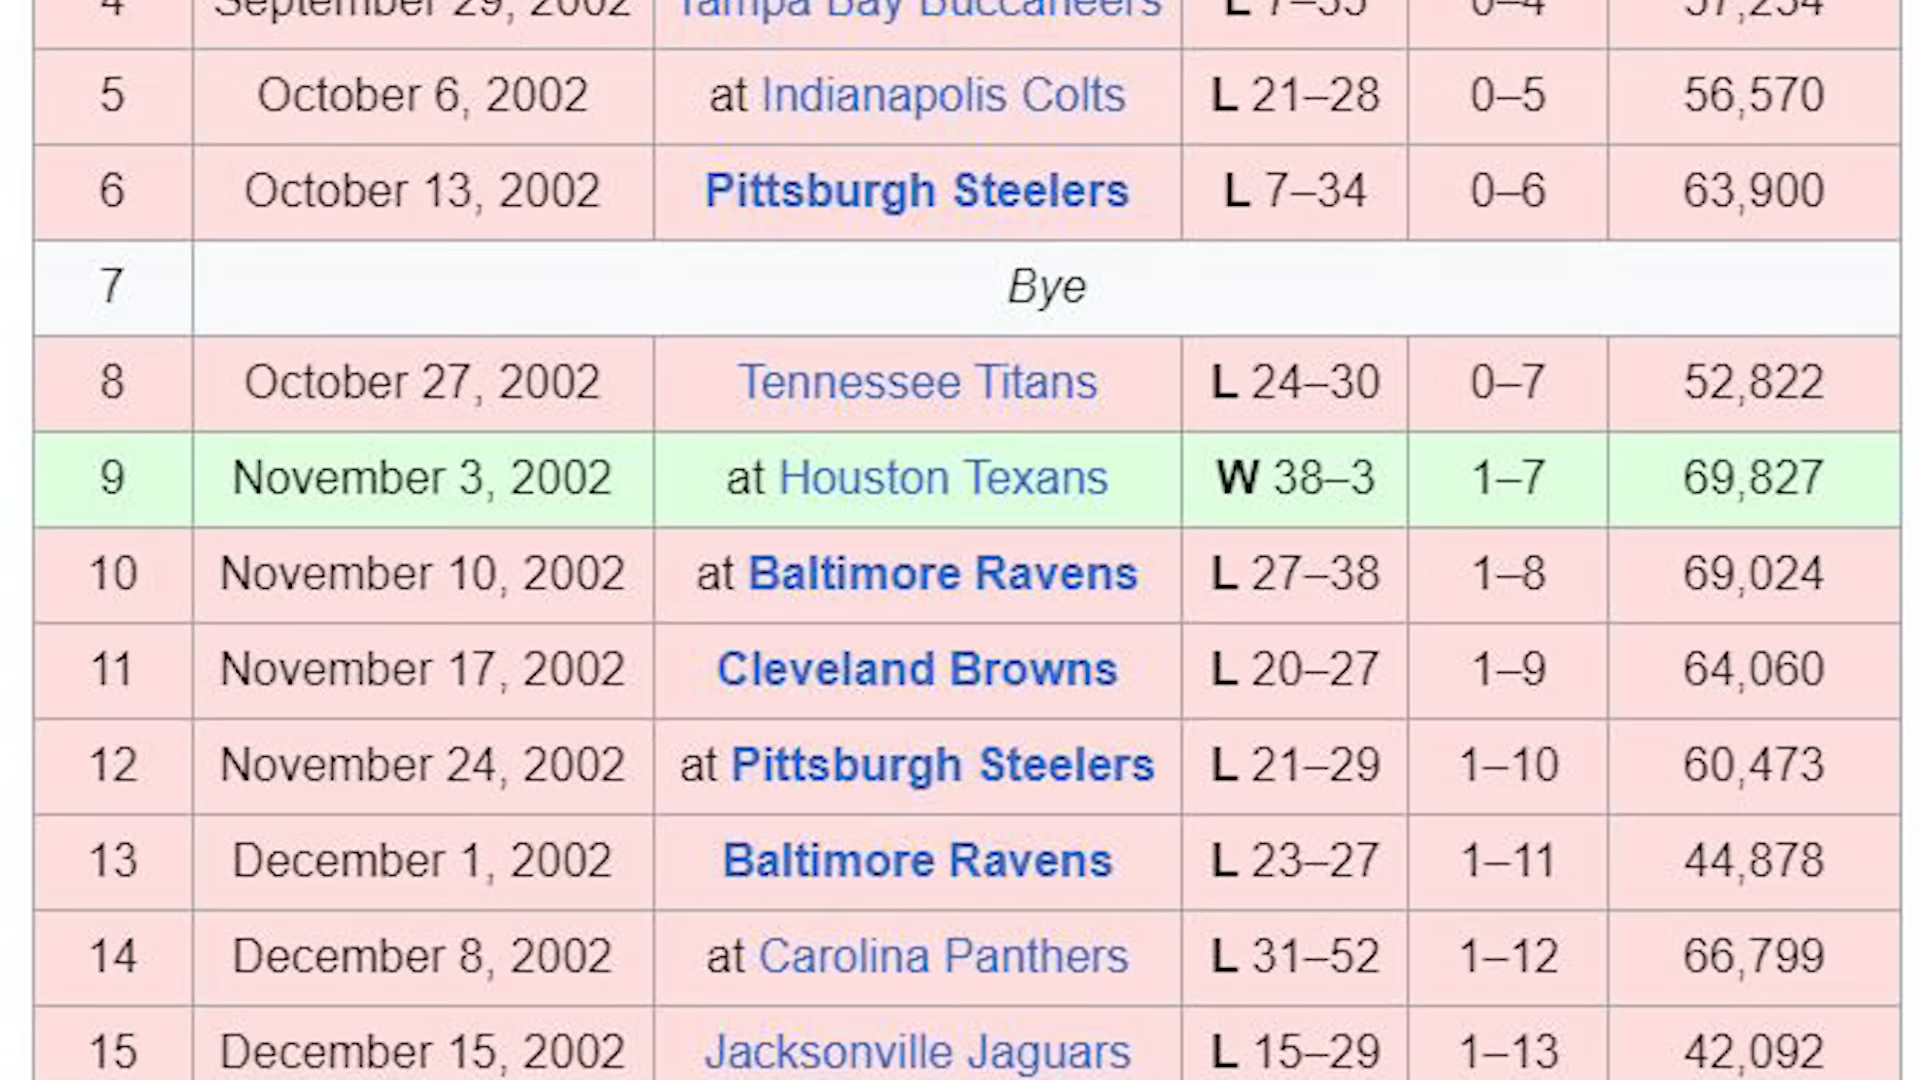 4 September 29, 2002 Tampa Bay Buccaneers L 7–35 0–4 57,234
5 October 6, 2002 at Indianapolis Colts L 21–28 0–5 56,570
6 October 13, 2002 Pittsburgh Steelers L 7–34 0–6 63,900
7 Bye
8 October 27, 2002 Tennessee Titans L 24–30 0–7 52,822
9 November 3, 2002 at Houston Texans W 38–3 1–7 69,827
10 November 10, 2002 at Baltimore Ravens L 27–38 1–8 69,024
11 November 17, 2002 Cleveland Browns L 20–27 1–9 64,060
12 November 24, 2002 at Pittsburgh Steelers L 21–29 1–10 60,473
13 December 1, 2002 Baltimore Ravens L 23–27 1–11 44,878
14 December 8, 2002 at Carolina Panthers L 31–52 1–12 66,799
15 December 15, 2002 Jacksonville Jaguars L 15–29 1–13 42,092